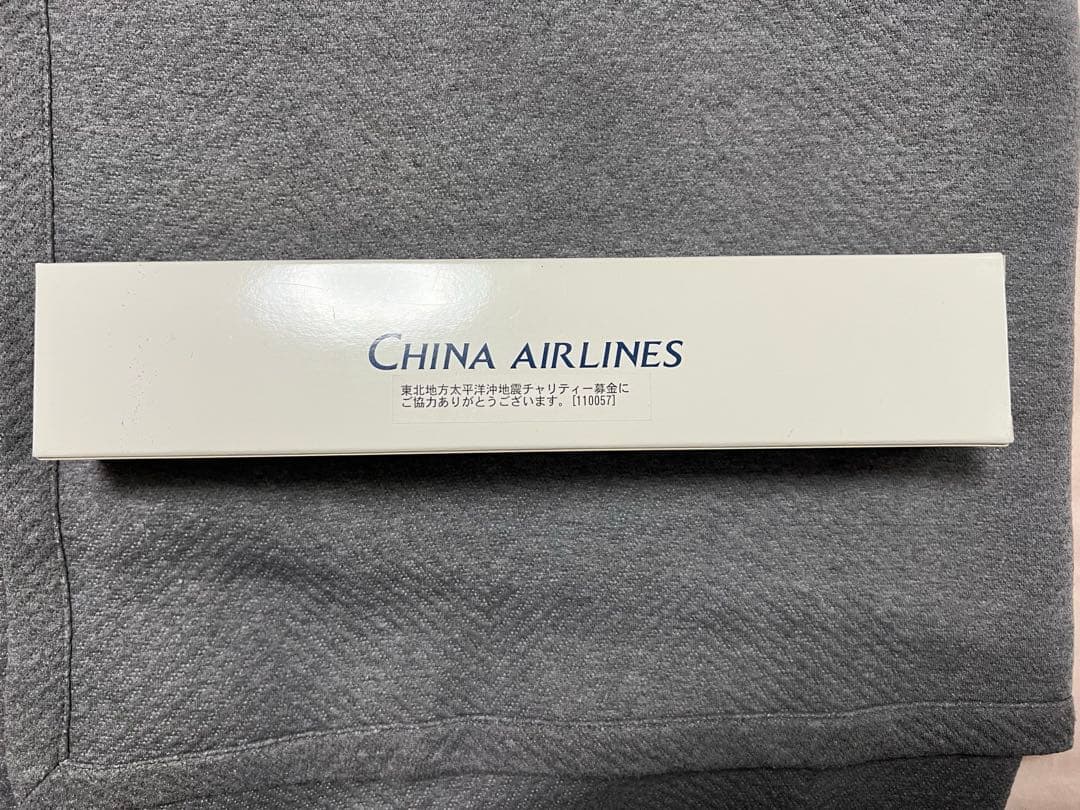 CHINA AIRLINES
東北地方太平洋沖地震チャリティー募金に
ご協力ありがとうございます。[110057]